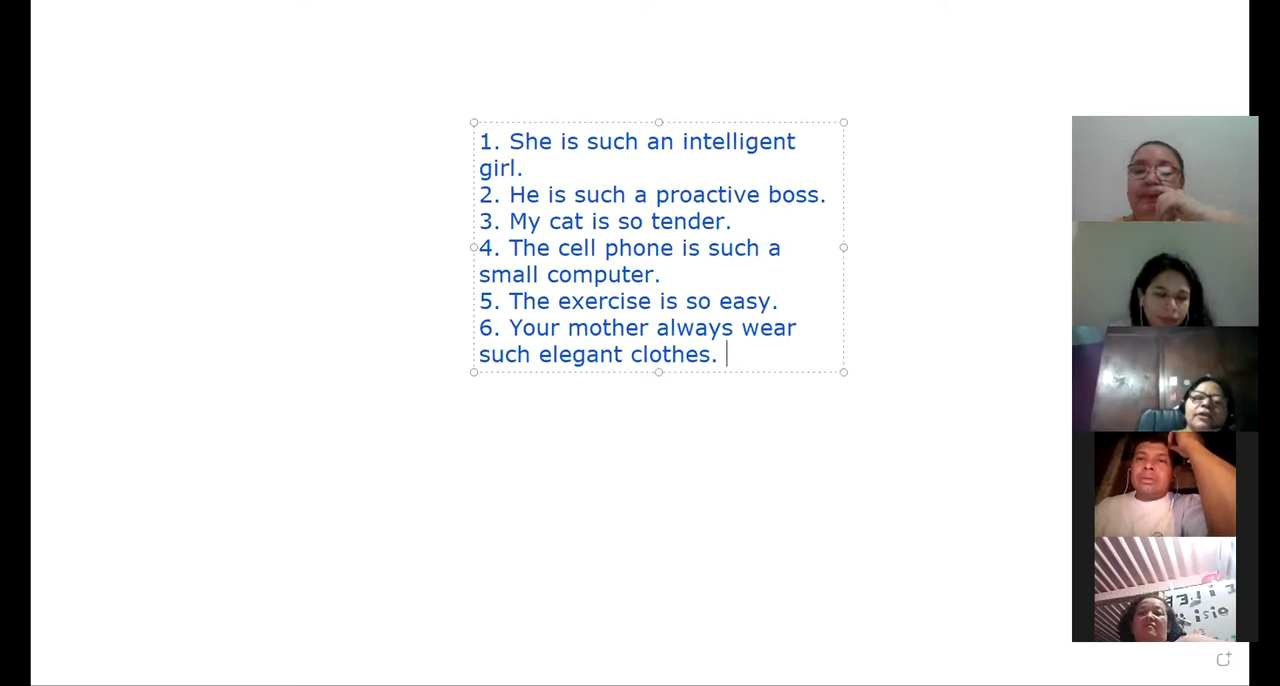 1. She is such an intelligent
girl.
2. He is such a proactive boss.
3. My cat is so tender.
4. The cell phone is such a
small computer.
5. The exercise is so easy.
6. Your mother always wear
such elegant clothes.